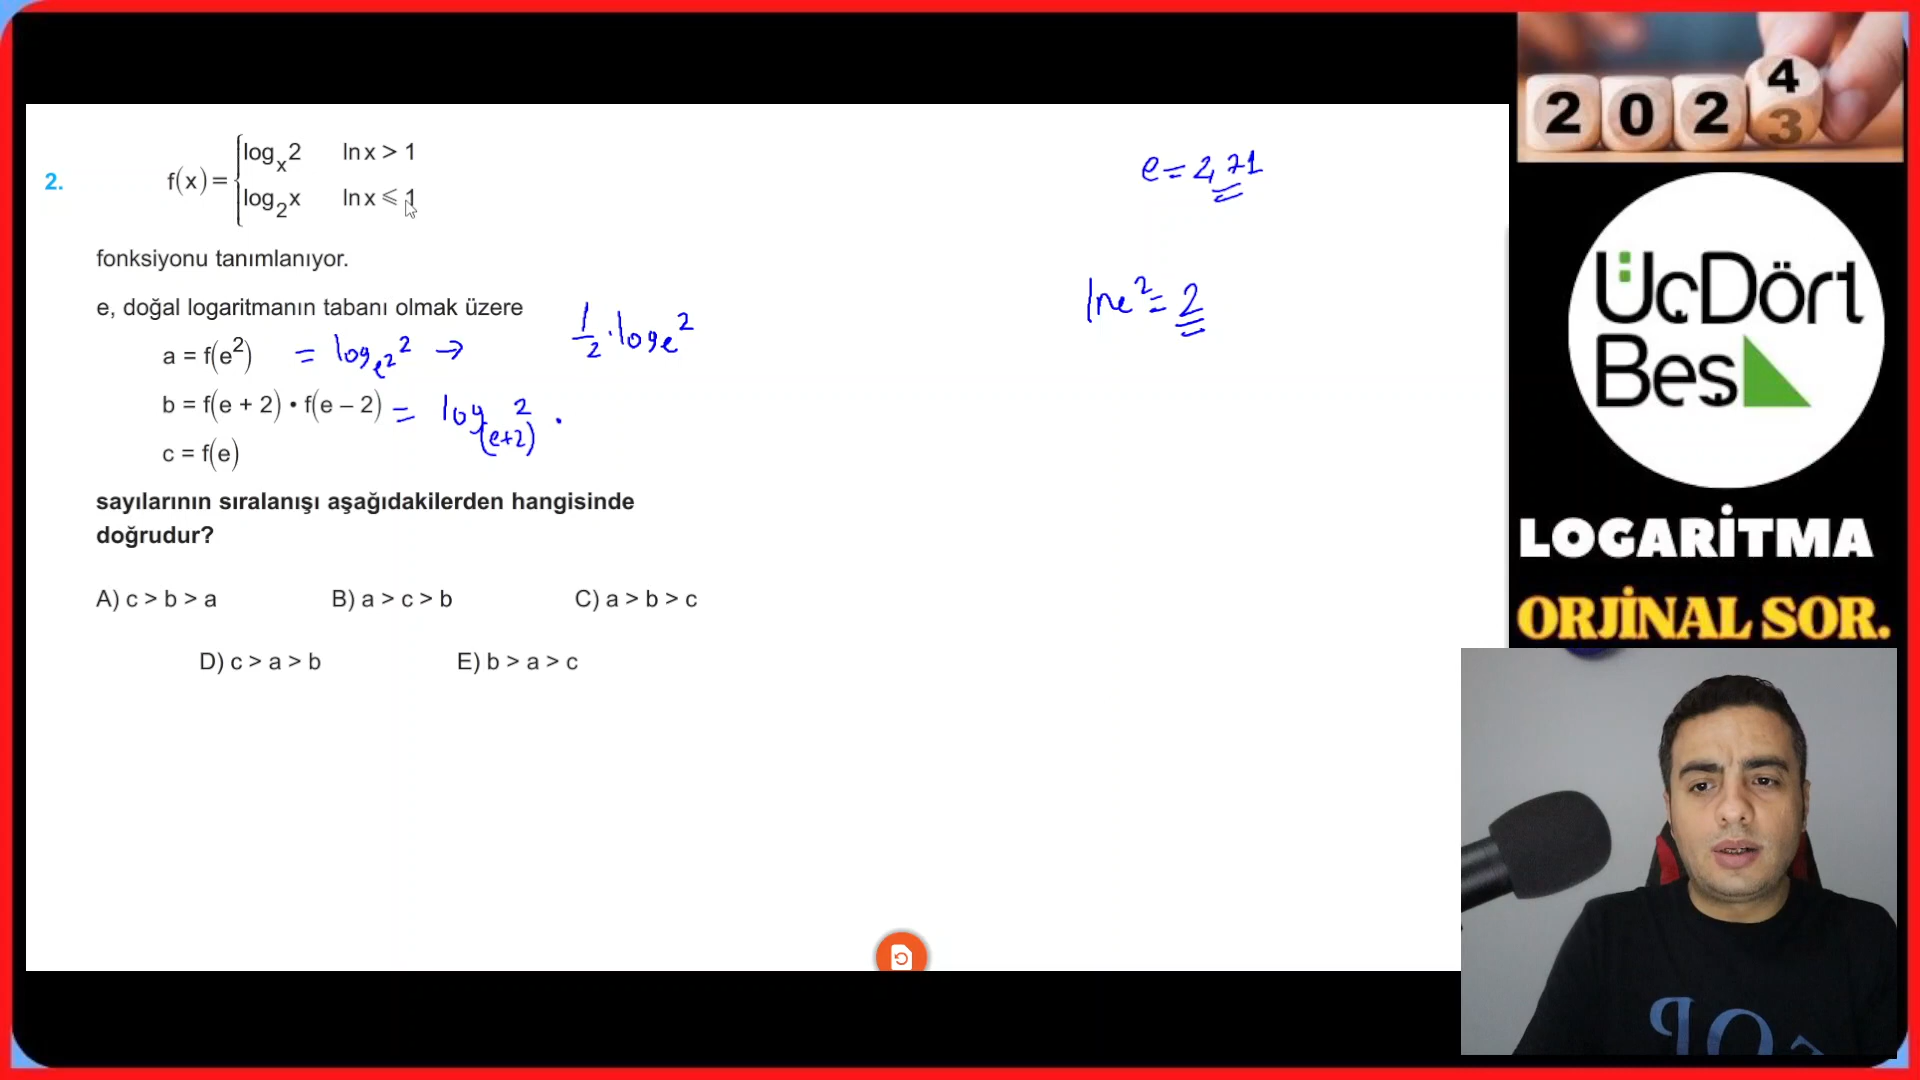 2. f(x) = { log_x 2 ln x > 1
log_2 x ln x ⩽ 1
fonksiyonu tanımlanıyor.
e, doğal logaritmanın tabanı olmak üzere
a = f(e²) = log_{e²} 2 → 1/2 · log_e 2
b = f(e + 2) • f(e – 2) = log_{(e+2)} 2 ·
c = f(e)
sayılarının sıralanışı aşağıdakilerden hangisinde
doğrudur?
A) c > b > a B) a > c > b C) a > b > c
D) c > a > b E) b > a > c
e = 2,71
ln e² = 2
2 0 2 4
3
ÜçDört
Beş
LOGARİTMA
ORJİNAL SOR.